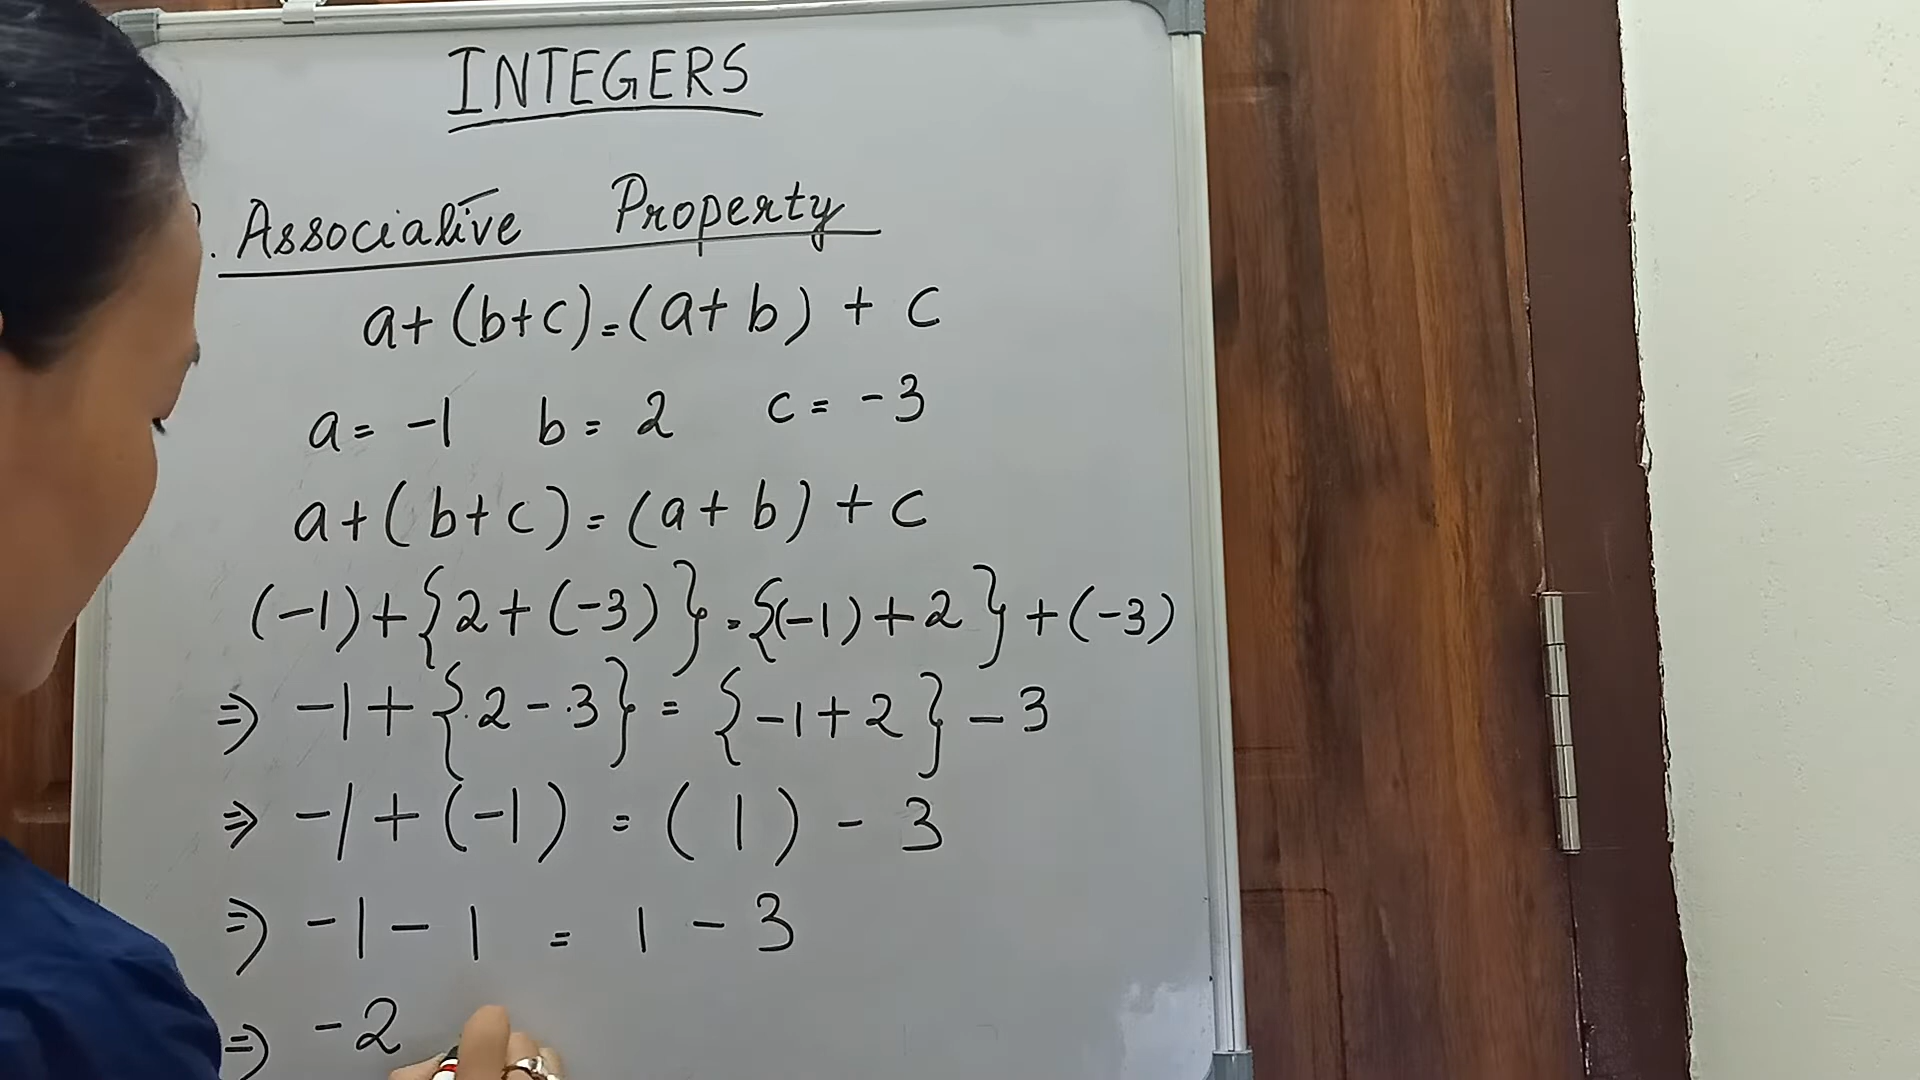 INTEGERS
. Associative Property
a+(b+c)=(a+b)+c
a=-1 b=2 c=-3
a+(b+c)=(a+b)+c
(-1)+{2+(-3)}={(-1)+2}+(-3)
⇒ -1+{2-3}={-1+2}-3
⇒ -1+(-1)=(1)-3
⇒ -1-1=1-3
⇒ -2